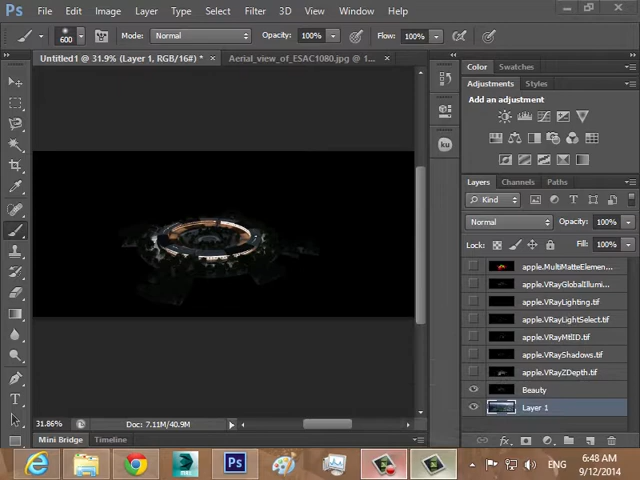 Ps File Edit Image Layer Type Select Filter 3D View Window Help
600 Mode: Normal Opacity: 100% Flow: 100%
Untitled1 @ 31.9% (Layer 1, RGB/16#) * × Aerial_view_of_ESAC1080.jpg @ 1... ×
Color Swatches
Adjustments Styles
Add an adjustment
ku
Layers Channels Paths
Kind
Normal Opacity: 100%
Lock: Fill: 100%
apple.MultiMatteElemen...
apple.VRayGlobalIllumi...
apple.VRayLighting.tif
apple.VRayLightSelect.tif
apple.VRayMtlID.tif
apple.VRayShadows.tif
apple.VRayZDepth.tif
Beauty
Layer 1
31.86% Doc: 7.11M/40.9M
fx
Mini Bridge Timeline
Ps
ENG
6:48 AM
9/12/2014